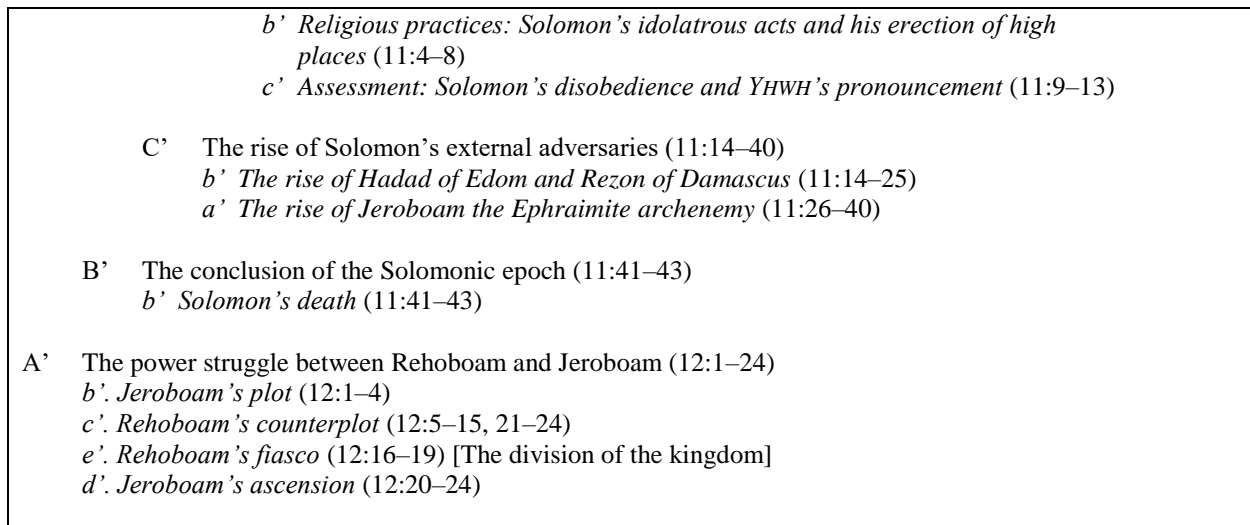 b’ Religious practices: Solomon’s idolatrous acts and his erection of high
places (11:4–8)
c’ Assessment: Solomon’s disobedience and YHWH’s pronouncement (11:9–13)
C’ The rise of Solomon’s external adversaries (11:14–40)
b’ The rise of Hadad of Edom and Rezon of Damascus (11:14–25)
a’ The rise of Jeroboam the Ephraimite archenemy (11:26–40)
B’ The conclusion of the Solomonic epoch (11:41–43)
b’ Solomon’s death (11:41–43)
A’ The power struggle between Rehoboam and Jeroboam (12:1–24)
b’. Jeroboam’s plot (12:1–4)
c’. Rehoboam’s counterplot (12:5–15, 21–24)
e’. Rehoboam’s fiasco (12:16–19) [The division of the kingdom]
d’. Jeroboam’s ascension (12:20–24)